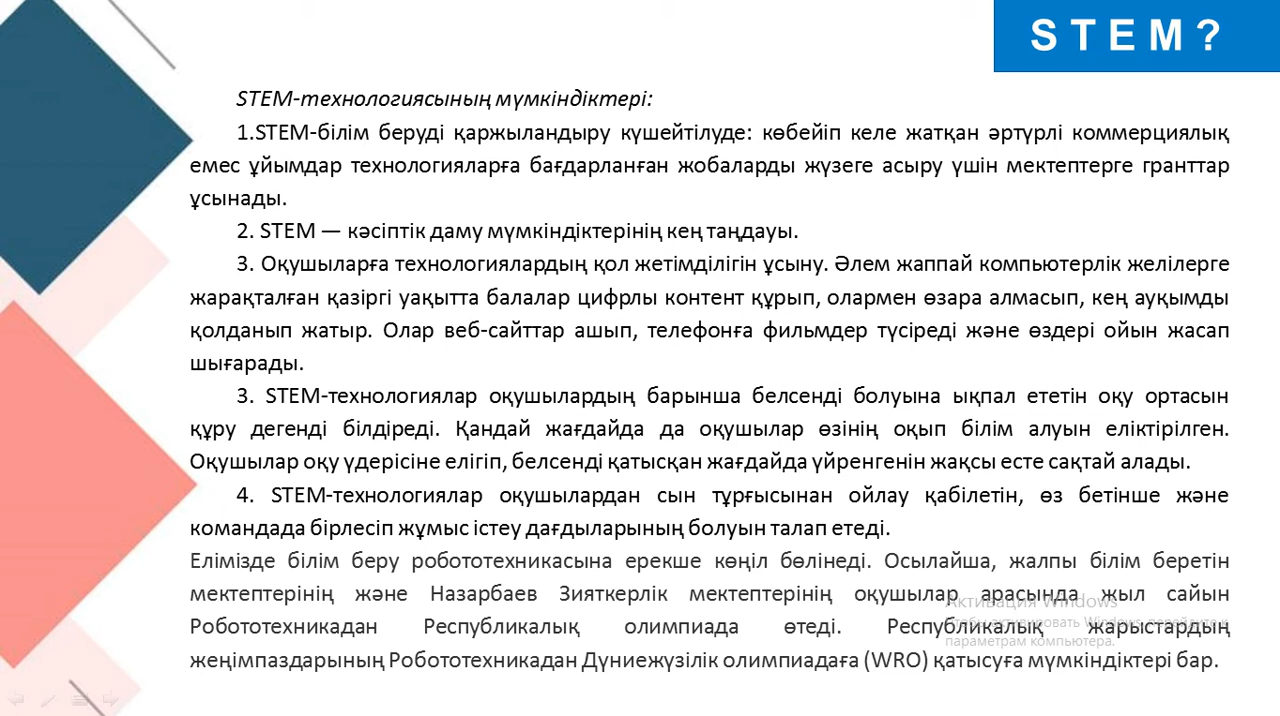 STEM?
STEM-технологиясының мүмкіндіктері:
1.STEM-білім беруді қаржыландыру күшейтілуде: көбейіп келе жатқан әртүрлі коммерциялық
емес ұйымдар технологияларға бағдарланған жобаларды жүзеге асыру үшін мектептерге гранттар
ұсынады.
2. STEM — кәсіптік даму мүмкіндіктерінің кең таңдауы.
3. Оқушыларға технологиялардың қол жетімділігін ұсыну. Әлем жаппай компьютерлік желілерге
жарақталған қазіргі уақытта балалар цифрлы контент құрып, олармен өзара алмасып, кең ауқымды
қолданып жатыр. Олар веб-сайттар ашып, телефонға фильмдер түсіреді және өздері ойын жасап
шығарады.
3. STEM-технологиялар оқушылардың барынша белсенді болуына ықпал ететін оқу ортасын
құру дегенді білдіреді. Қандай жағдайда да оқушылар өзінің оқып білім алуын еліктірілген.
Оқушылар оқу үдерісіне елігіп, белсенді қатысқан жағдайда үйренгенін жақсы есте сақтай алады.
4. STEM-технологиялар оқушылардан сын тұрғысынан ойлау қабілетін, өз бетінше және
командада бірлесіп жұмыс істеу дағдыларының болуын талап етеді.
Елімізде білім беру робототехникасына ерекше көңіл бөлінеді. Осылайша, жалпы білім беретін
мектептерінің және Назарбаев Зияткерлік мектептерінің оқушылар арасында жыл сайын
Робототехникадан Республикалық олимпиада өтеді. Республикалық жарыстардың
жеңімпаздарының Робототехникадан Дүниежүзілік олимпиадаға (WRO) қатысуға мүмкіндіктері бар.
Активация Windows
Чтобы активировать Windows, перейдите к
параметрам компьютера.